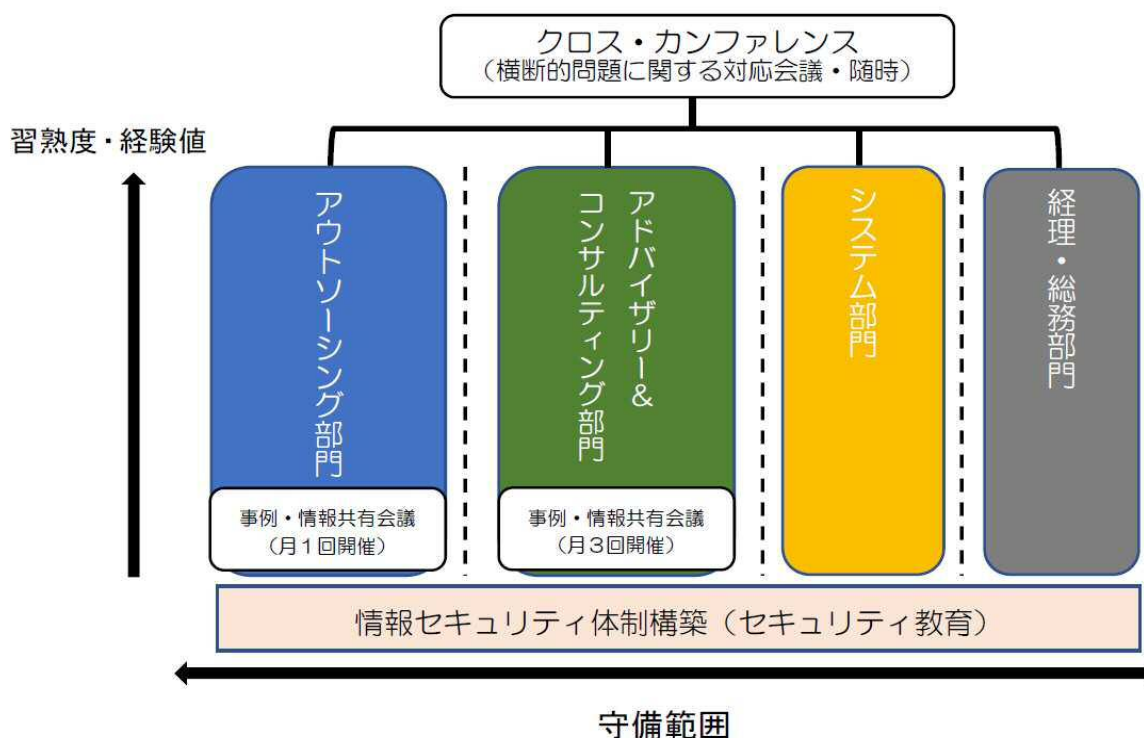 クロス・カンファレンス
（横断的問題に関する対応会議・随時）
習熟度・経験値
アウトソーシング部門
アドバイザリー＆
コンサルティング部門
システム部門
経理・総務部門
事例・情報共有会議
（月１回開催）
事例・情報共有会議
（月３回開催）
情報セキュリティ体制構築（セキュリティ教育）
守備範囲